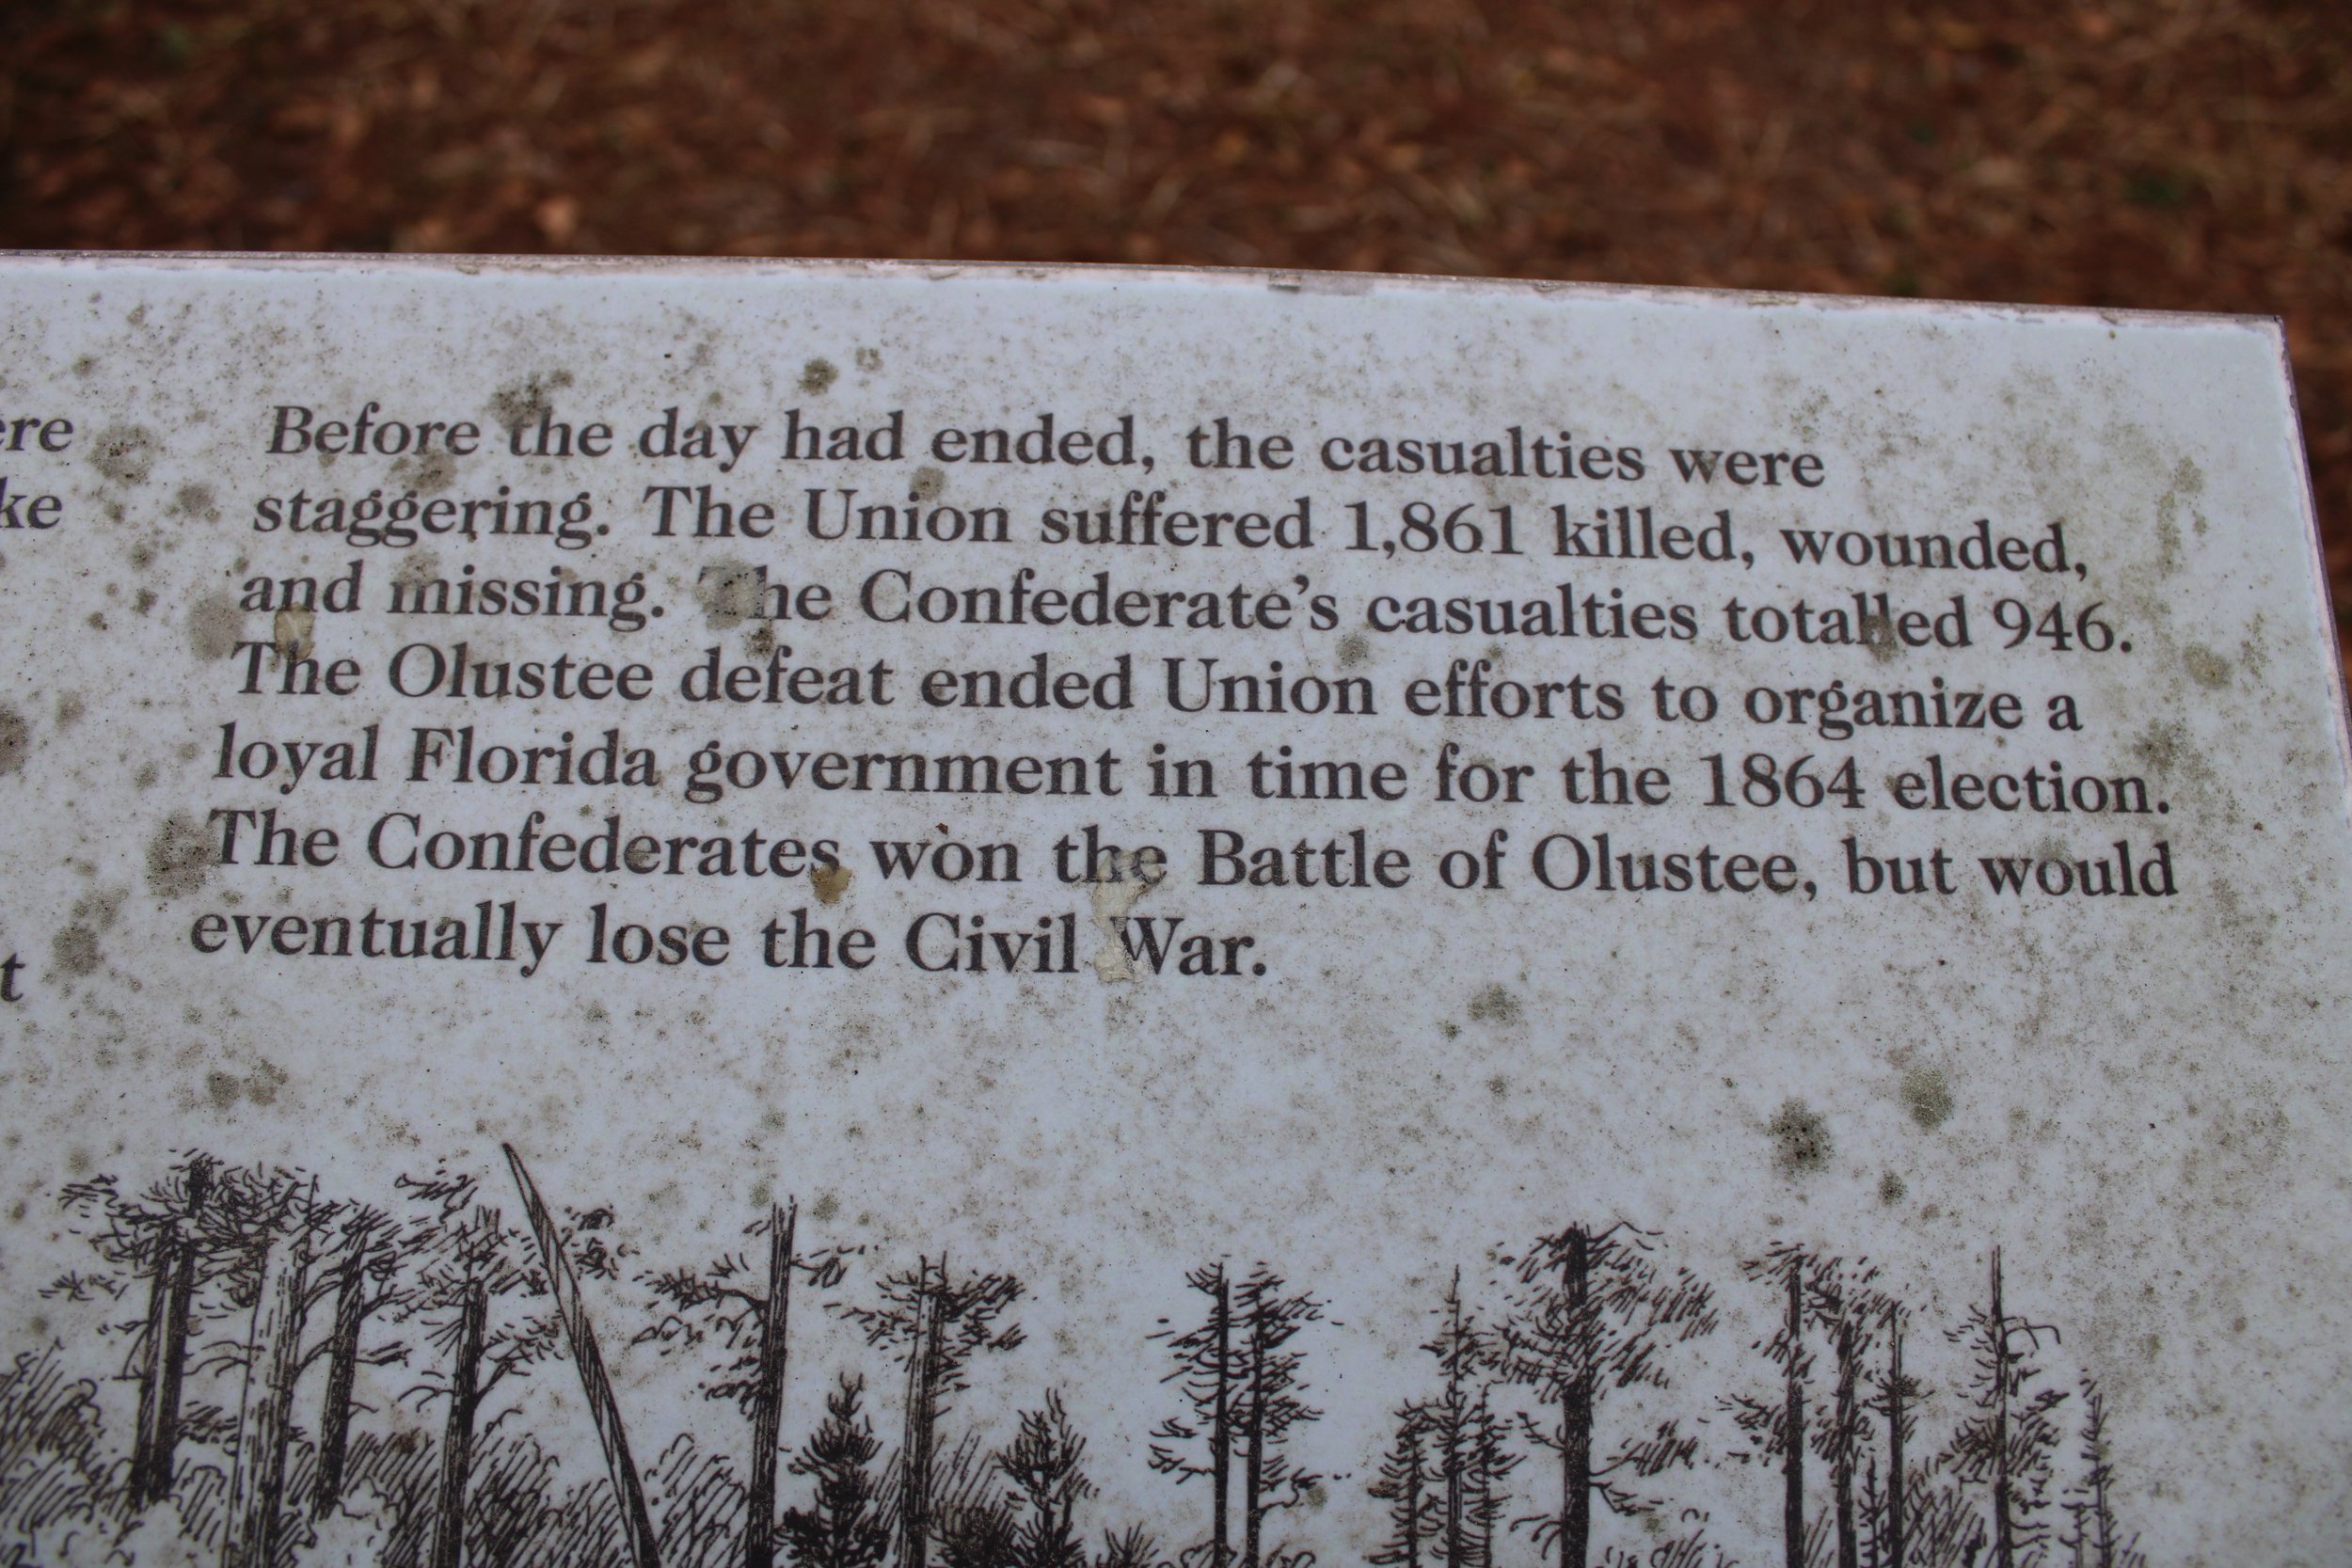 ere
ke
t
Before the day had ended, the casualties were
staggering. The Union suffered 1,861 killed, wounded,
and missing. The Confederate's casualties totalled 946.
The Olustee defeat ended Union efforts to organize a
loyal Florida government in time for the 1864 election.
The Confederates won the Battle of Olustee, but would
eventually lose the Civil War.